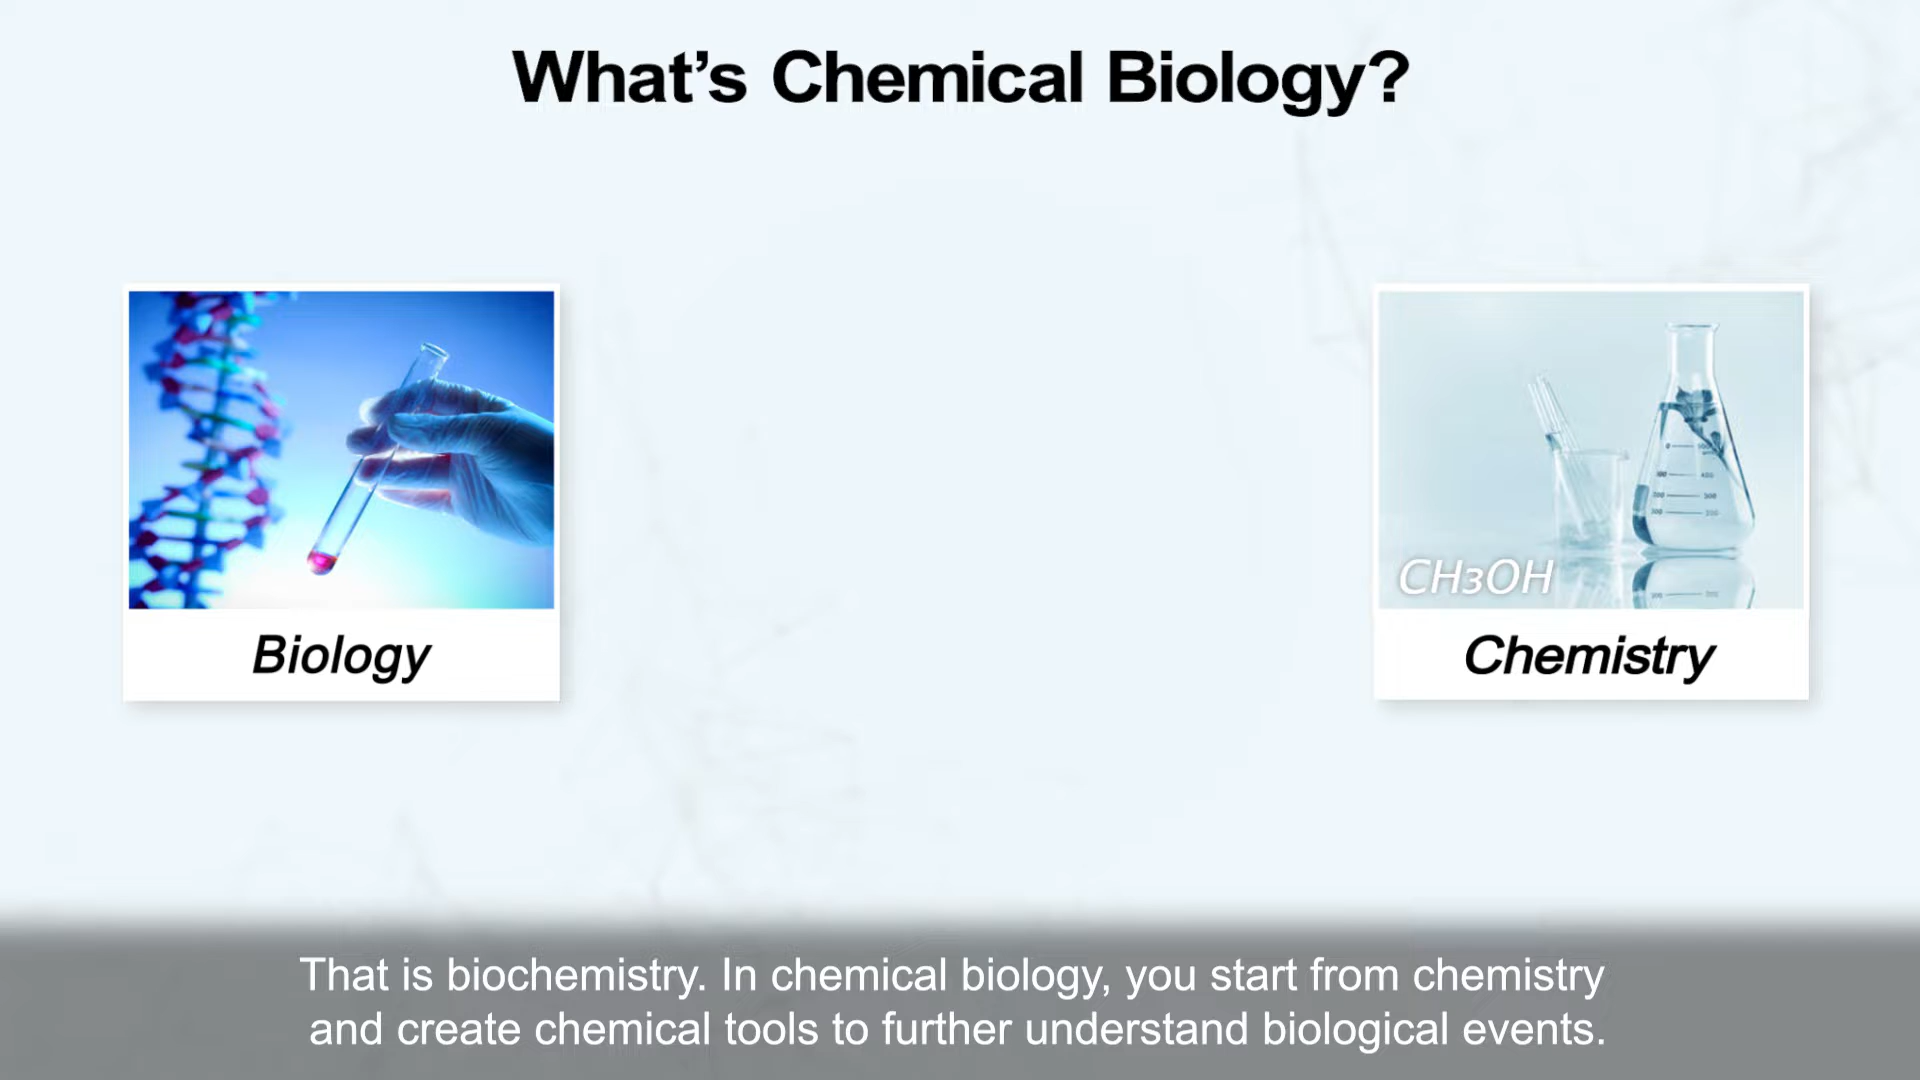 What’s Chemical Biology?
Biology
CH3OH
Chemistry
That is biochemistry. In chemical biology, you start from chemistry
and create chemical tools to further understand biological events.